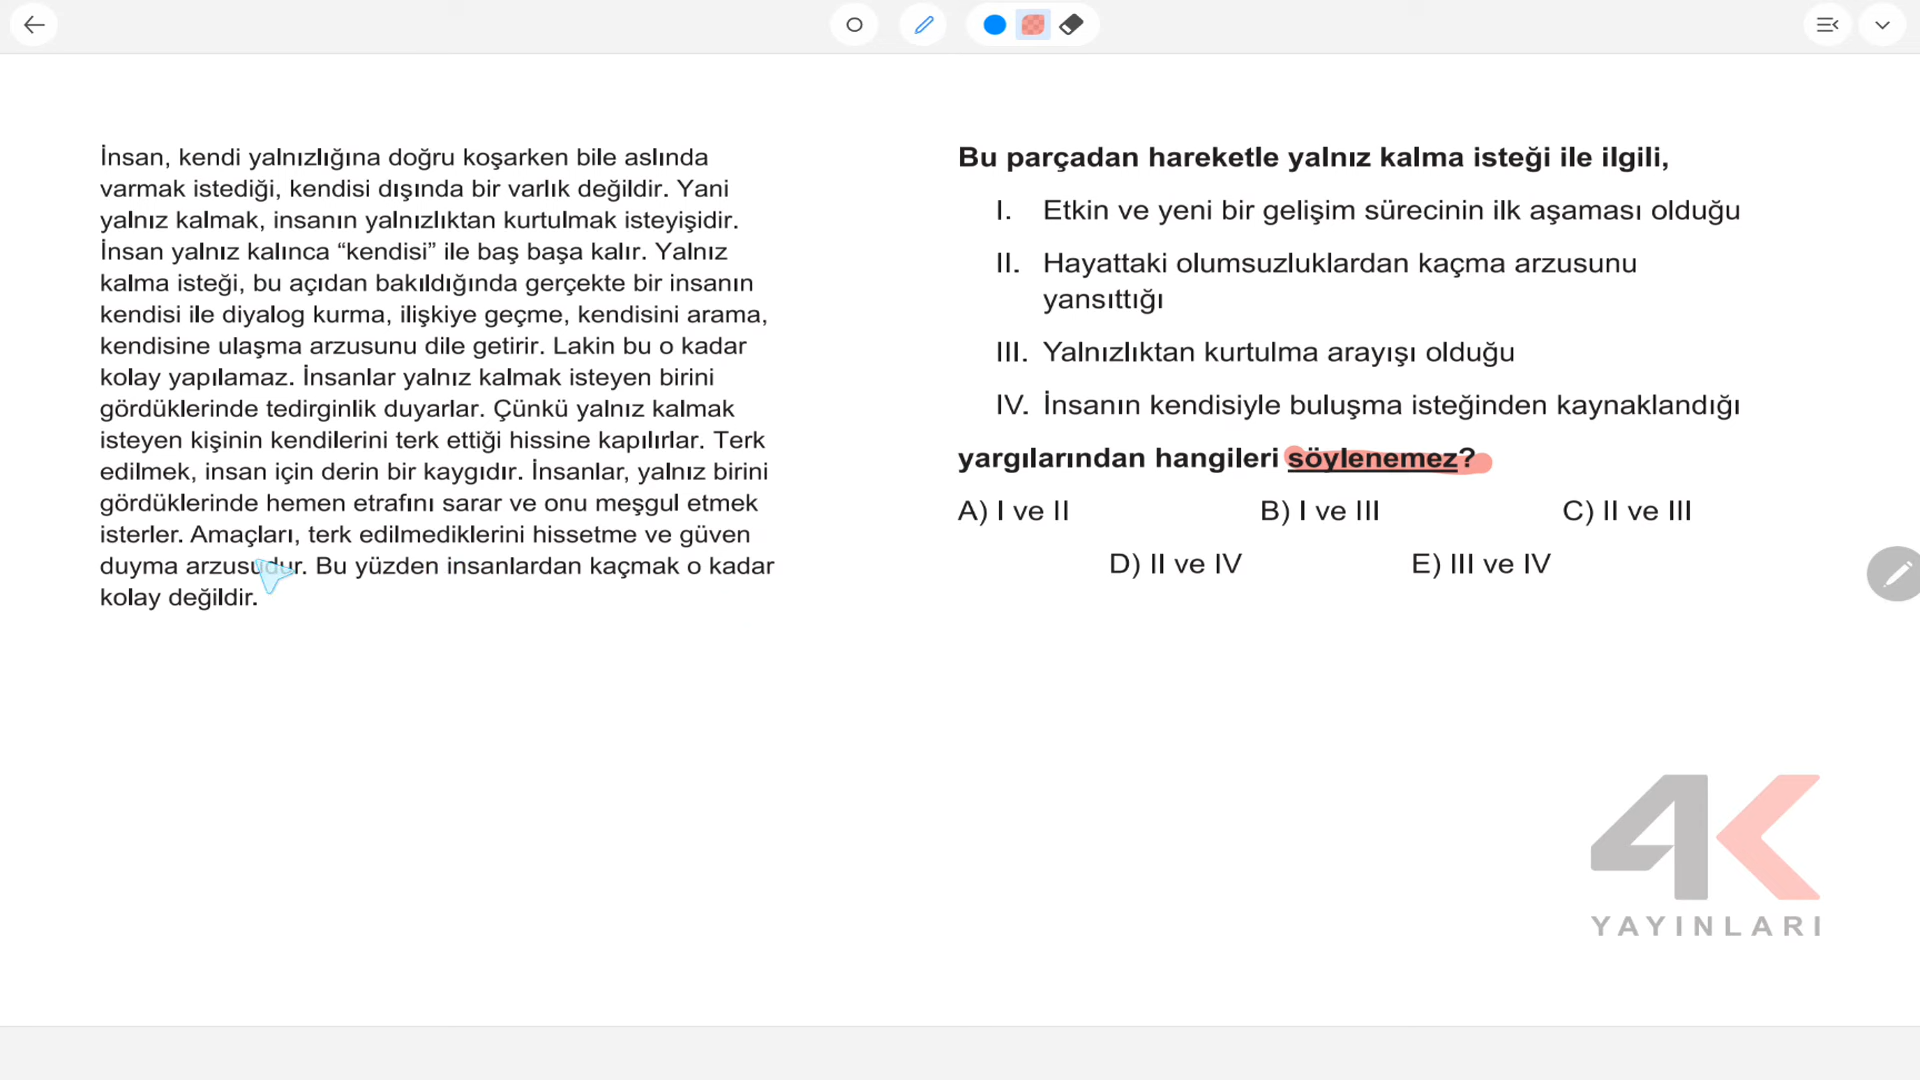 İnsan, kendi yalnızlığına doğru koşarken bile aslında
varmak istediği, kendisi dışında bir varlık değildir. Yani
yalnız kalmak, insanın yalnızlıktan kurtulmak isteyişidir.
İnsan yalnız kalınca “kendisi” ile baş başa kalır. Yalnız
kalma isteği, bu açıdan bakıldığında gerçekte bir insanın
kendisi ile diyalog kurma, ilişkiye geçme, kendisini arama,
kendisine ulaşma arzusunu dile getirir. Lakin bu o kadar
kolay yapılamaz. İnsanlar yalnız kalmak isteyen birini
gördüklerinde tedirginlik duyarlar. Çünkü yalnız kalmak
isteyen kişinin kendilerini terk ettiği hissine kapılırlar. Terk
edilmek, insan için derin bir kaygıdır. İnsanlar, yalnız birini
gördüklerinde hemen etrafını sarar ve onu meşgul etmek
isterler. Amaçları, terk edilmediklerini hissetme ve güven
duyma arzusudur. Bu yüzden insanlardan kaçmak o kadar
kolay değildir.
Bu parçadan hareketle yalnız kalma isteği ile ilgili,
I. Etkin ve yeni bir gelişim sürecinin ilk aşaması olduğu
II. Hayattaki olumsuzluklardan kaçma arzusunu
yansıttığı
III. Yalnızlıktan kurtulma arayışı olduğu
IV. İnsanın kendisiyle buluşma isteğinden kaynaklandığı
yargılarından hangileri söylenemez?
A) I ve II B) I ve III C) II ve III
D) II ve IV E) III ve IV
4K
YAYINLARI